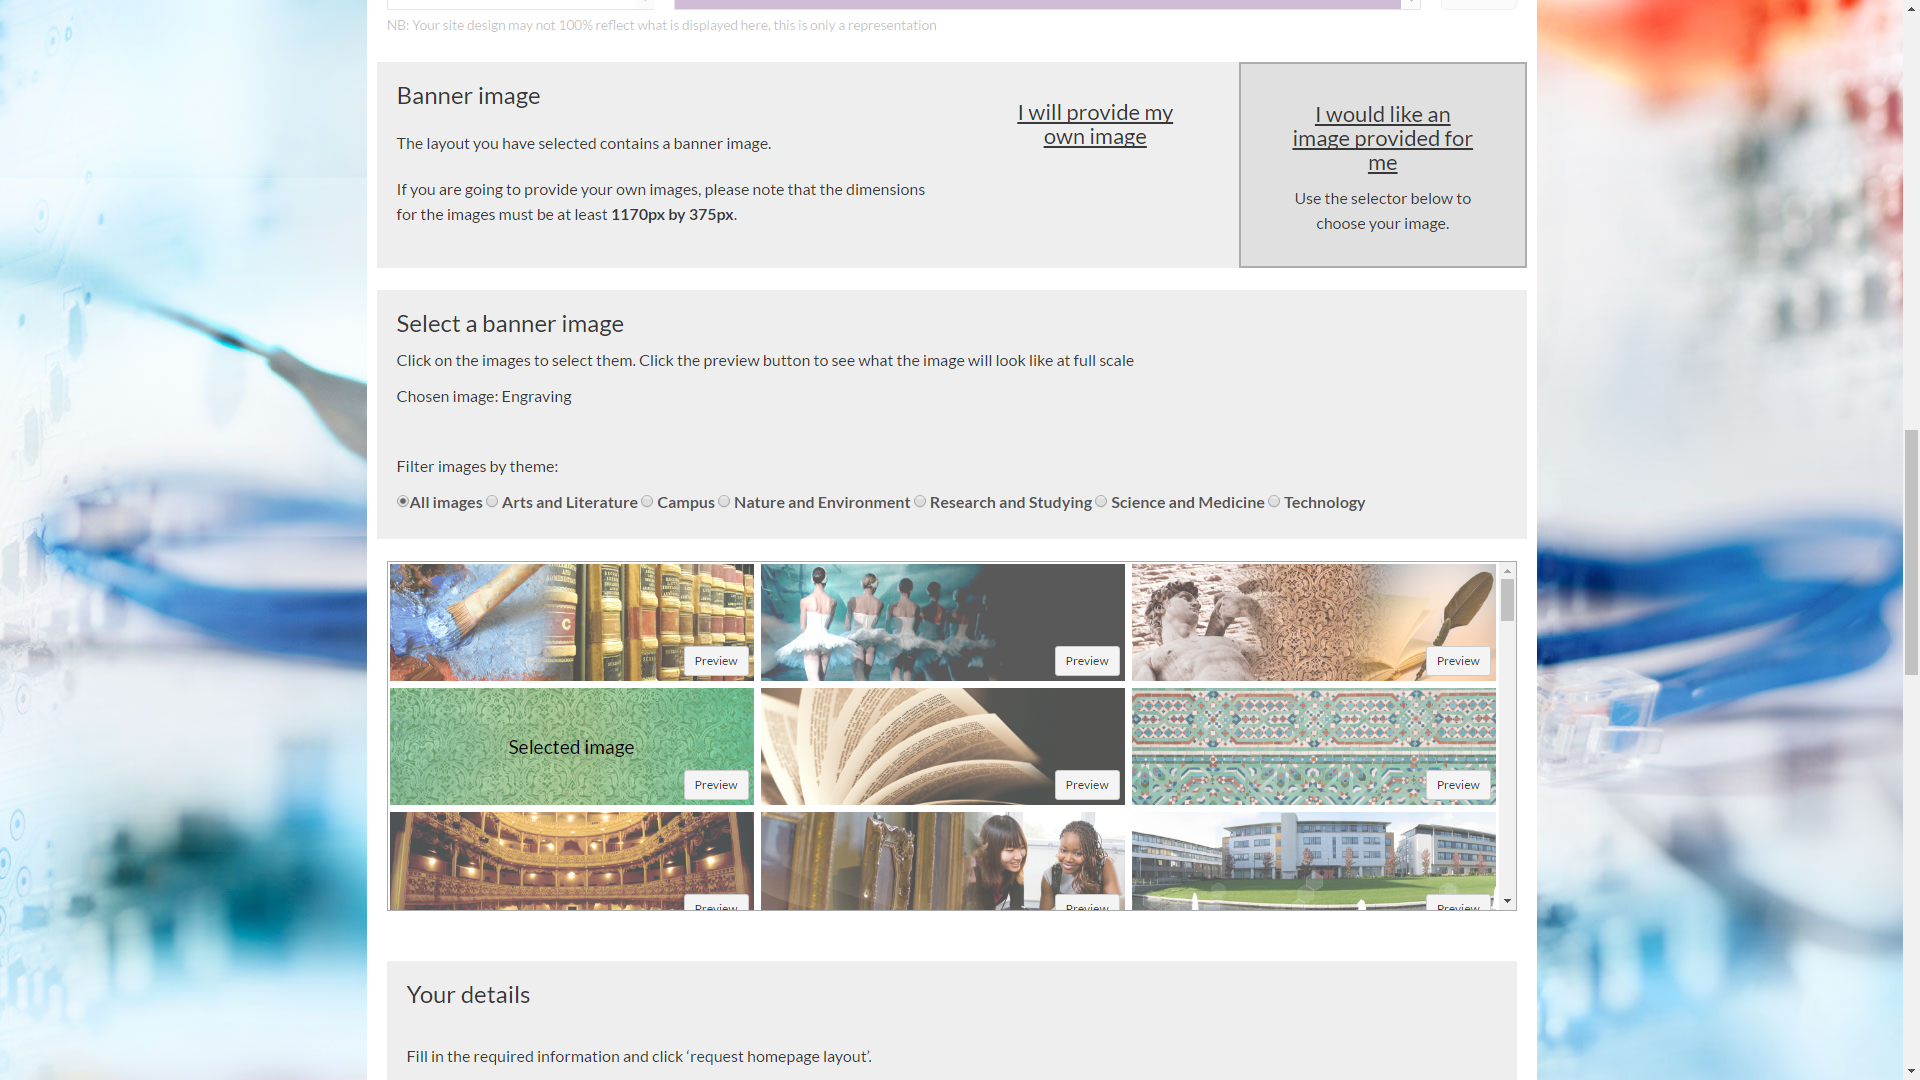 NB: Your site design may not 100% reflect what is displayed here, this is only a representation
Banner image
The layout you have selected contains a banner image.
If you are going to provide your own images, please note that the dimensions
for the images must be at least 1170px by 375px.
I will provide my
own image
I would like an
image provided for
me
Use the selector below to
choose your image.
Select a banner image
Click on the images to select them. Click the preview button to see what the image will look like at full scale
Chosen image: Engraving
Filter images by theme:
All images Arts and Literature Campus Nature and Environment Research and Studying Science and Medicine Technology
C
Preview
Preview
Preview
Selected image
Preview
Preview
Preview
Preview
Preview
Preview
Your details
Fill in the required information and click ‘request homepage layout’.